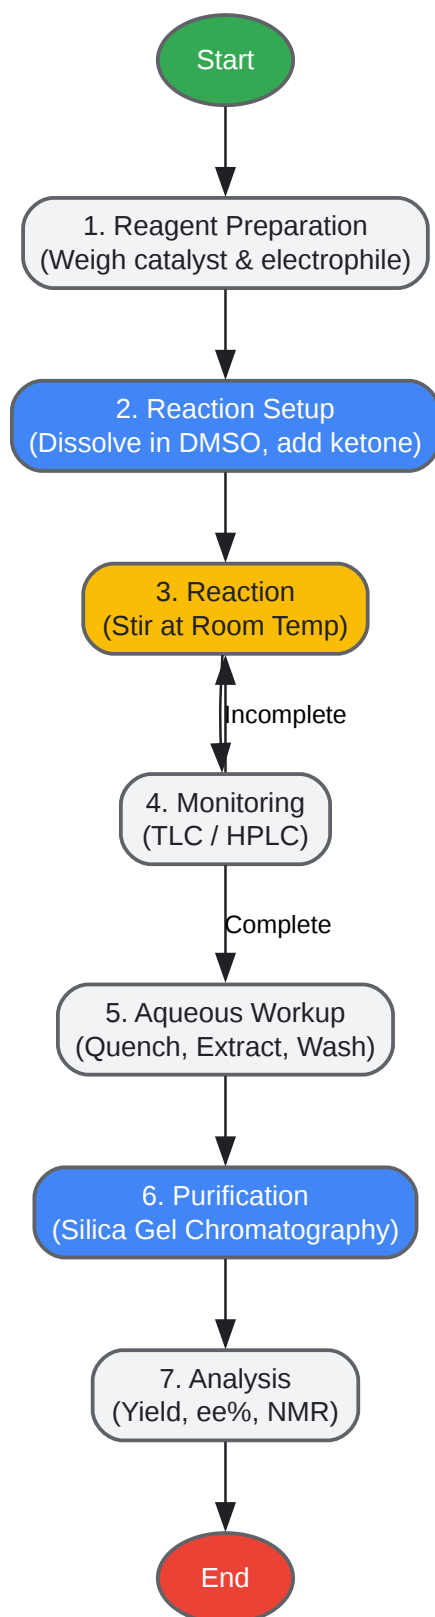 Start
1. Reagent Preparation
(Weigh catalyst & electrophile)
2. Reaction Setup
(Dissolve in DMSO, add ketone)
3. Reaction
(Stir at Room Temp)
Incomplete
4. Monitoring
(TLC / HPLC)
Complete
5. Aqueous Workup
(Quench, Extract, Wash)
6. Purification
(Silica Gel Chromatography)
7. Analysis
(Yield, ee%, NMR)
End